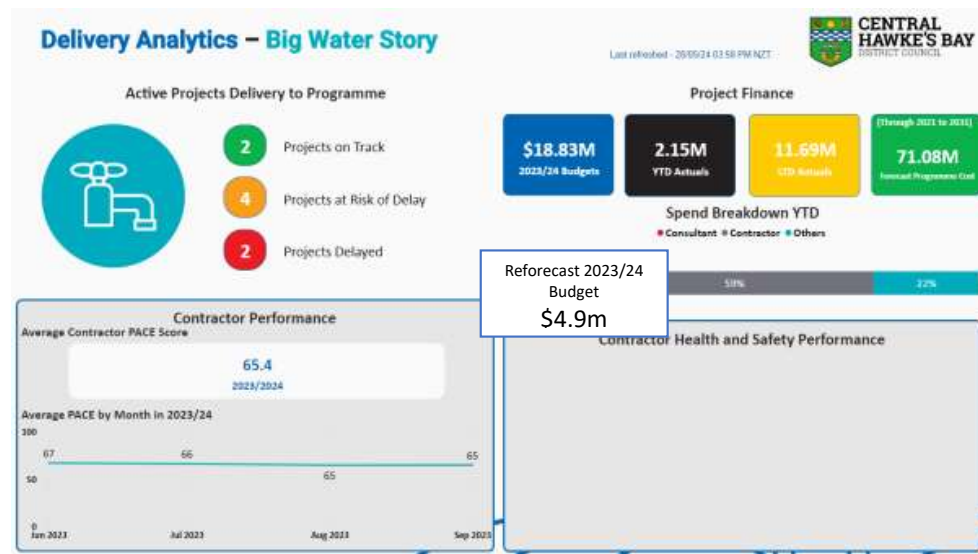 Delivery Analytics – Big Water Story
CENTRAL
HAWKE'S BAY
DISTRICT COUNCIL
Last refreshed - 03:58 PM NZT
Active Projects Delivery to Programme
2
Projects on Track
4
Projects at Risk of Delay
2
Projects Delayed
Project Finance
$18.83M
2023/24 Budgets
2.15M
YTD Actuals
11.69M
LTD Actuals
(Through 2021 to 2031)
71.08M
Forecast Programme Cost
Spend Breakdown YTD
Consultant Contractor Others
59%
22%
Reforecast 2023/24
Budget
$4.9m
Contractor Performance
Average Contractor PACE Score
65.4
2023/2024
Average PACE by Month in 2023/24
100
50
0
67
66
65
65
Jun 2023
Jul 2023
Aug 2023
Sep 2023
Contractor Health and Safety Performance